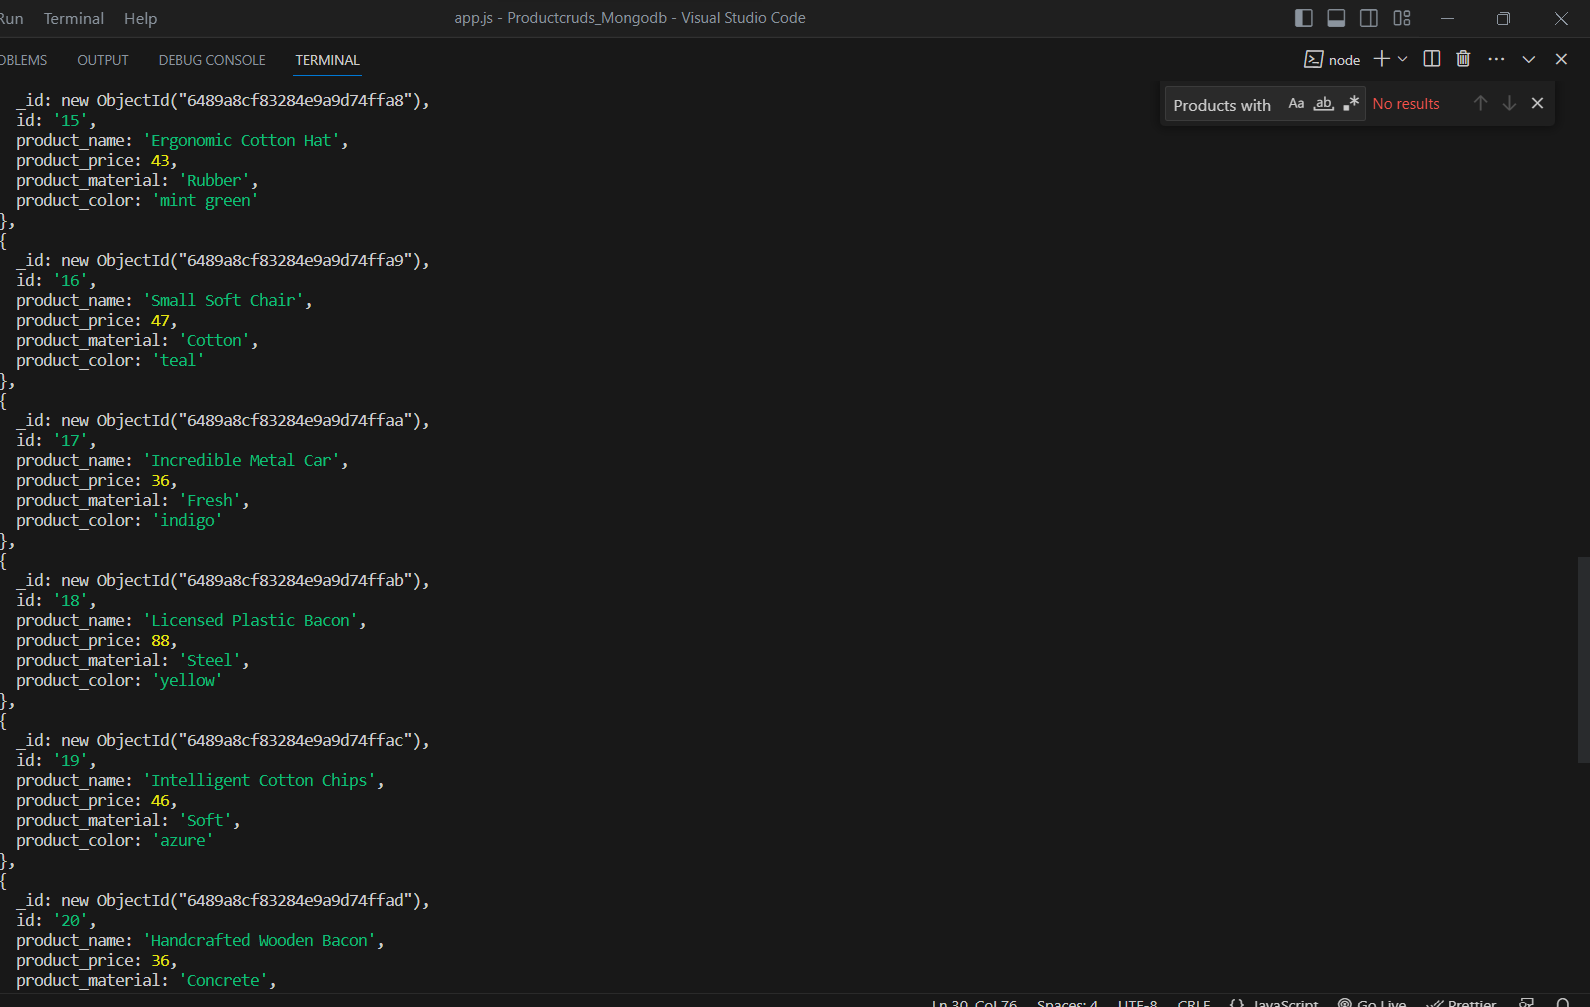 Run Terminal Help app.js - Productcruds_Mongodb - Visual Studio Code
OBLEMS OUTPUT DEBUG CONSOLE TERMINAL node
Products with Aa ab .* No results
_id: new ObjectId("6489a8cf83284e9a9d74ffa8"),
id: '15',
product_name: 'Ergonomic Cotton Hat',
product_price: 43,
product_material: 'Rubber',
product_color: 'mint green'
},
{
_id: new ObjectId("6489a8cf83284e9a9d74ffa9"),
id: '16',
product_name: 'Small Soft Chair',
product_price: 47,
product_material: 'Cotton',
product_color: 'teal'
},
{
_id: new ObjectId("6489a8cf83284e9a9d74ffaa"),
id: '17',
product_name: 'Incredible Metal Car',
product_price: 36,
product_material: 'Fresh',
product_color: 'indigo'
},
{
_id: new ObjectId("6489a8cf83284e9a9d74ffab"),
id: '18',
product_name: 'Licensed Plastic Bacon',
product_price: 88,
product_material: 'Steel',
product_color: 'yellow'
},
{
_id: new ObjectId("6489a8cf83284e9a9d74ffac"),
id: '19',
product_name: 'Intelligent Cotton Chips',
product_price: 46,
product_material: 'Soft',
product_color: 'azure'
},
{
_id: new ObjectId("6489a8cf83284e9a9d74ffad"),
id: '20',
product_name: 'Handcrafted Wooden Bacon',
product_price: 36,
product_material: 'Concrete',
Ln 30, Col 76 Spaces: 4 UTF-8 CRLF {} JavaScript Go Live Prettier